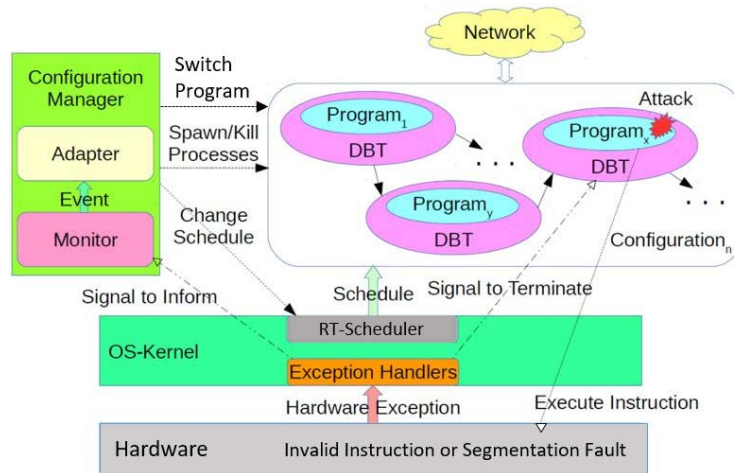 Network
Configuration
Manager
Switch
Program
Attack
Program1
Programx
DBT
DBT
. . .
Adapter
Spawn/Kill
Processes
Event
Programy
DBT
. . .
Monitor
Change
Schedule
Configurationn
Signal to Inform
Schedule
Signal to Terminate
RT-Scheduler
OS-Kernel
Exception Handlers
Hardware Exception
Execute Instruction
Hardware
Invalid Instruction or Segmentation Fault